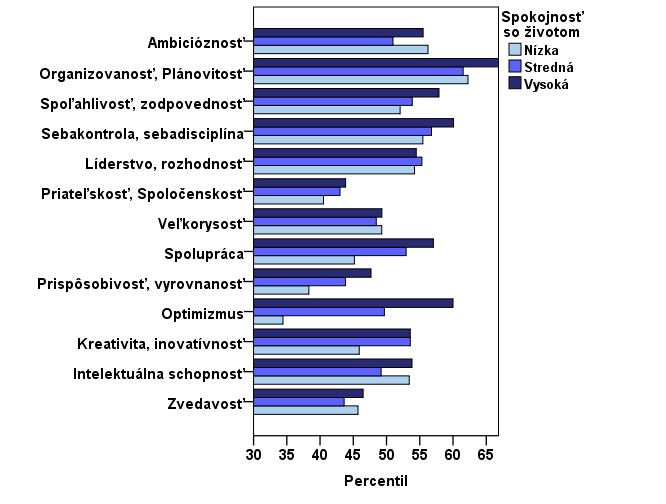 Spokojnosť
so životom
Nízka
Stredná
Vysoká
Ambicióznosť
Organizovanosť, Plánovitosť
Spoľahlivosť, zodpovednosť
Sebakontrola, sebadisciplína
Líderstvo, rozhodnosť
Priateľskosť, Spoločenskosť
Veľkorysosť
Spolupráca
Prispôsobivosť, vyrovnanosť
Optimizmus
Kreativita, inovatívnosť
Intelektuálna schopnosť
Zvedavosť
30 35 40 45 50 55 60 65
Percentil